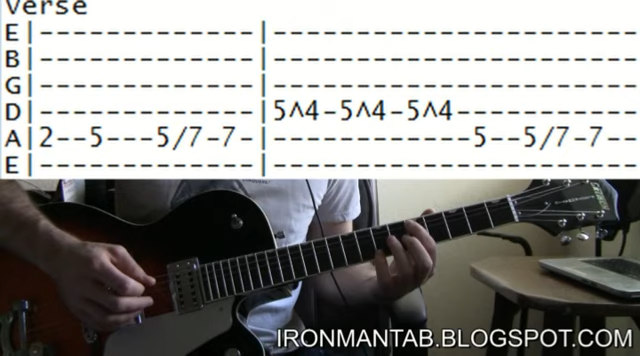 Verse
E|-------------|----------------------
B|-------------|----------------------
G|-------------|----------------------
D|-------------|5^4-5^4-5^4-----------
A|2--5---5/7-7-|------------5--5/7-7--
E|-------------|----------------------
IRONMANTAB.BLOGSPOT.COM